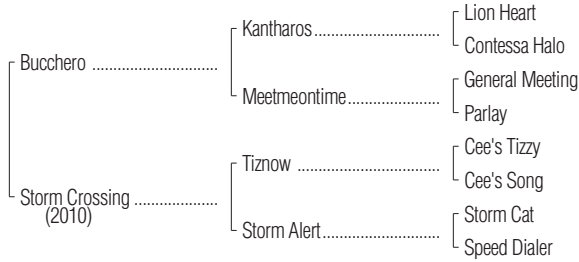 Lion Heart
Kantharos
Contessa Halo
Bucchero
General Meeting
Meetmeontime
Parlay
Cee's Tizzy
Tiznow
Cee's Song
Storm Crossing
(2010)
Storm Cat
Storm Alert
Speed Dialer